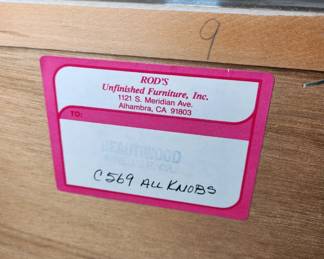 9
ROD'S
Unfinished Furniture, Inc.
1121 S. Meridian Ave.
Alhambra, CA 91803
TO:
C569 ALL KNOBS